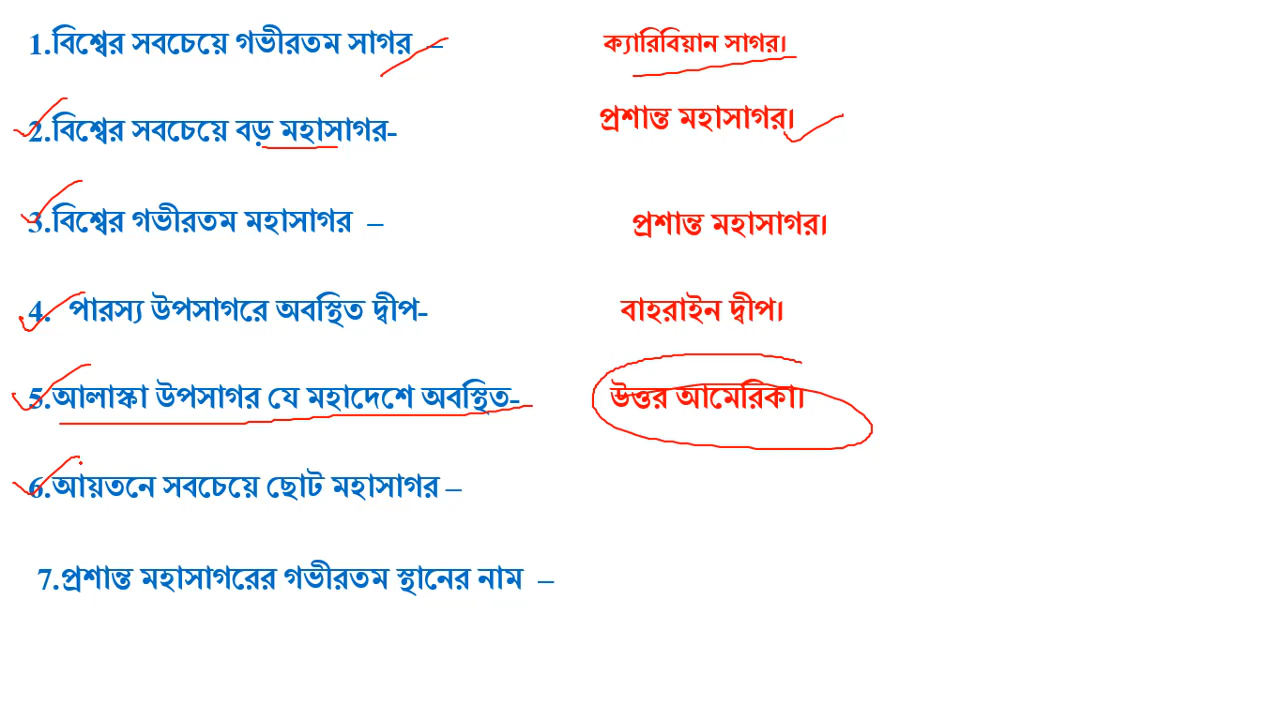 1.বিশ্বের সবচেয়ে গভীরতম সাগর – ক্যারিবিয়ান সাগর।
2.বিশ্বের সবচেয়ে বড় মহাসাগর- প্রশান্ত মহাসাগর।
3.বিশ্বের গভীরতম মহাসাগর – প্রশান্ত মহাসাগর।
4. পারস্য উপসাগরে অবস্থিত দ্বীপ- বাহরাইন দ্বীপ।
5.আলাস্কা উপসাগর যে মহাদেশে অবস্থিত- উত্তর আমেরিকা।
6.আয়তনে সবচেয়ে ছোট মহাসাগর –
7.প্রশান্ত মহাসাগরের গভীরতম স্থানের নাম –